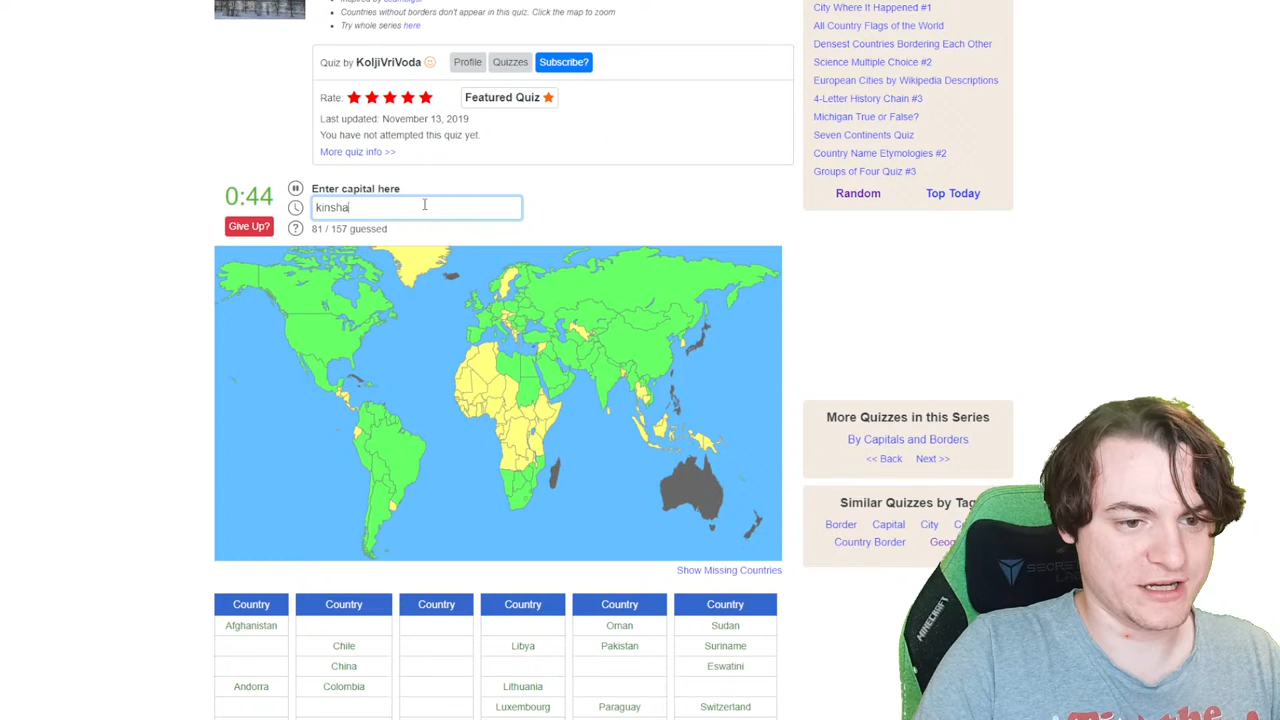 Countries without borders don't appear in this quiz. Click the map to zoom
Try whole series here
Quiz by KoljiVriVoda
Profile
Quizzes
Subscribe?
Rate:
Featured Quiz
Last updated: November 13, 2019
You have not attempted this quiz yet.
More quiz info >>
City Where It Happened #1
All Country Flags of the World
Densest Countries Bordering Each Other
Science Multiple Choice #2
European Cities by Wikipedia Descriptions
4-Letter History Chain #3
Michigan True or False?
Seven Continents Quiz
Country Name Etymologies #2
Groups of Four Quiz #3
Random
Top Today
0:44
Give Up?
Enter capital here
kinsha
81 / 157 guessed
Show Missing Countries
More Quizzes in this Series
By Capitals and Borders
<< Back
Next >>
Similar Quizzes by Tag
Border
Capital
City
Country Border
Country
Country
Country
Country
Country
Country
Afghanistan
Oman
Sudan
Chile
Libya
Pakistan
Suriname
China
Eswatini
Andorra
Colombia
Lithuania
Luxembourg
Paraguay
Switzerland
MINECRAFT